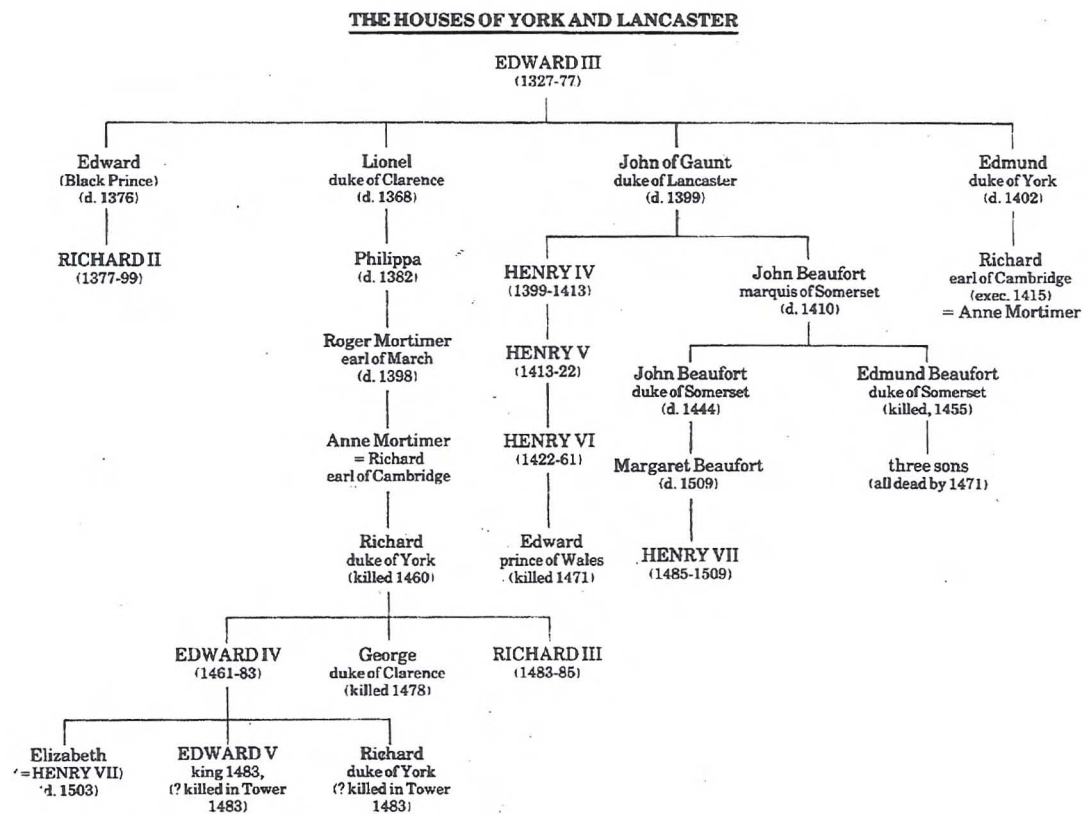 THE HOUSES OF YORK AND LANCASTER
EDWARD III
(1327-77)
Edward
(Black Prince)
(d. 1376)
Lionel
duke of Clarence
(d. 1368)
John of Gaunt
duke of Lancaster
(d. 1399)
Edmund
duke of York
(d. 1402)
RICHARD II
(1377-99)
Philippa
(d. 1382)
HENRY IV
(1399-1413)
John Beaufort
marquis of Somerset
(d. 1410)
Richard
earl of Cambridge
(exec. 1415)
= Anne Mortimer
Roger Mortimer
earl of March
(d. 1398)
HENRY V
(1413-22)
John Beaufort
duke of Somerset
(d. 1444)
Edmund Beaufort
duke of Somerset
(killed, 1455)
Anne Mortimer
= Richard
earl of Cambridge
HENRY VI
(1422-61)
Margaret Beaufort
(d. 1509)
three sons
(all dead by 1471)
Richard
duke of York
(killed 1460)
Edward
prince of Wales
(killed 1471)
HENRY VII
(1485-1509)
EDWARD IV
(1461-83)
George
duke of Clarence
(killed 1478)
RICHARD III
(1483-85)
Elizabeth
(=HENRY VII)
(d. 1503)
EDWARD V
king 1483,
(? killed in Tower
1483)
Richard
duke of York
(? killed in Tower
1483)